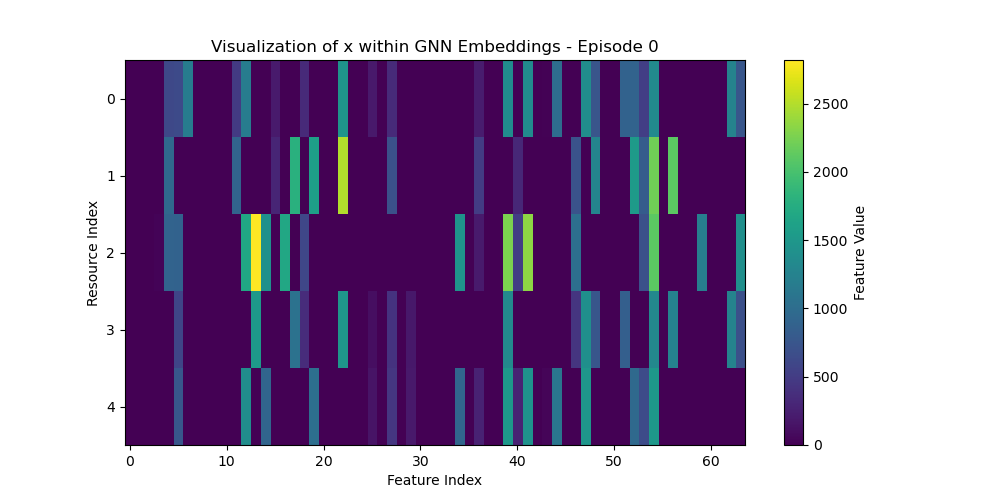 Visualization of x within GNN Embeddings - Episode 0
Resource Index
0
1
2
3
4
0 10 20 30 40 50 60
Feature Index
2500
2000
1500
1000
500
0
Feature Value